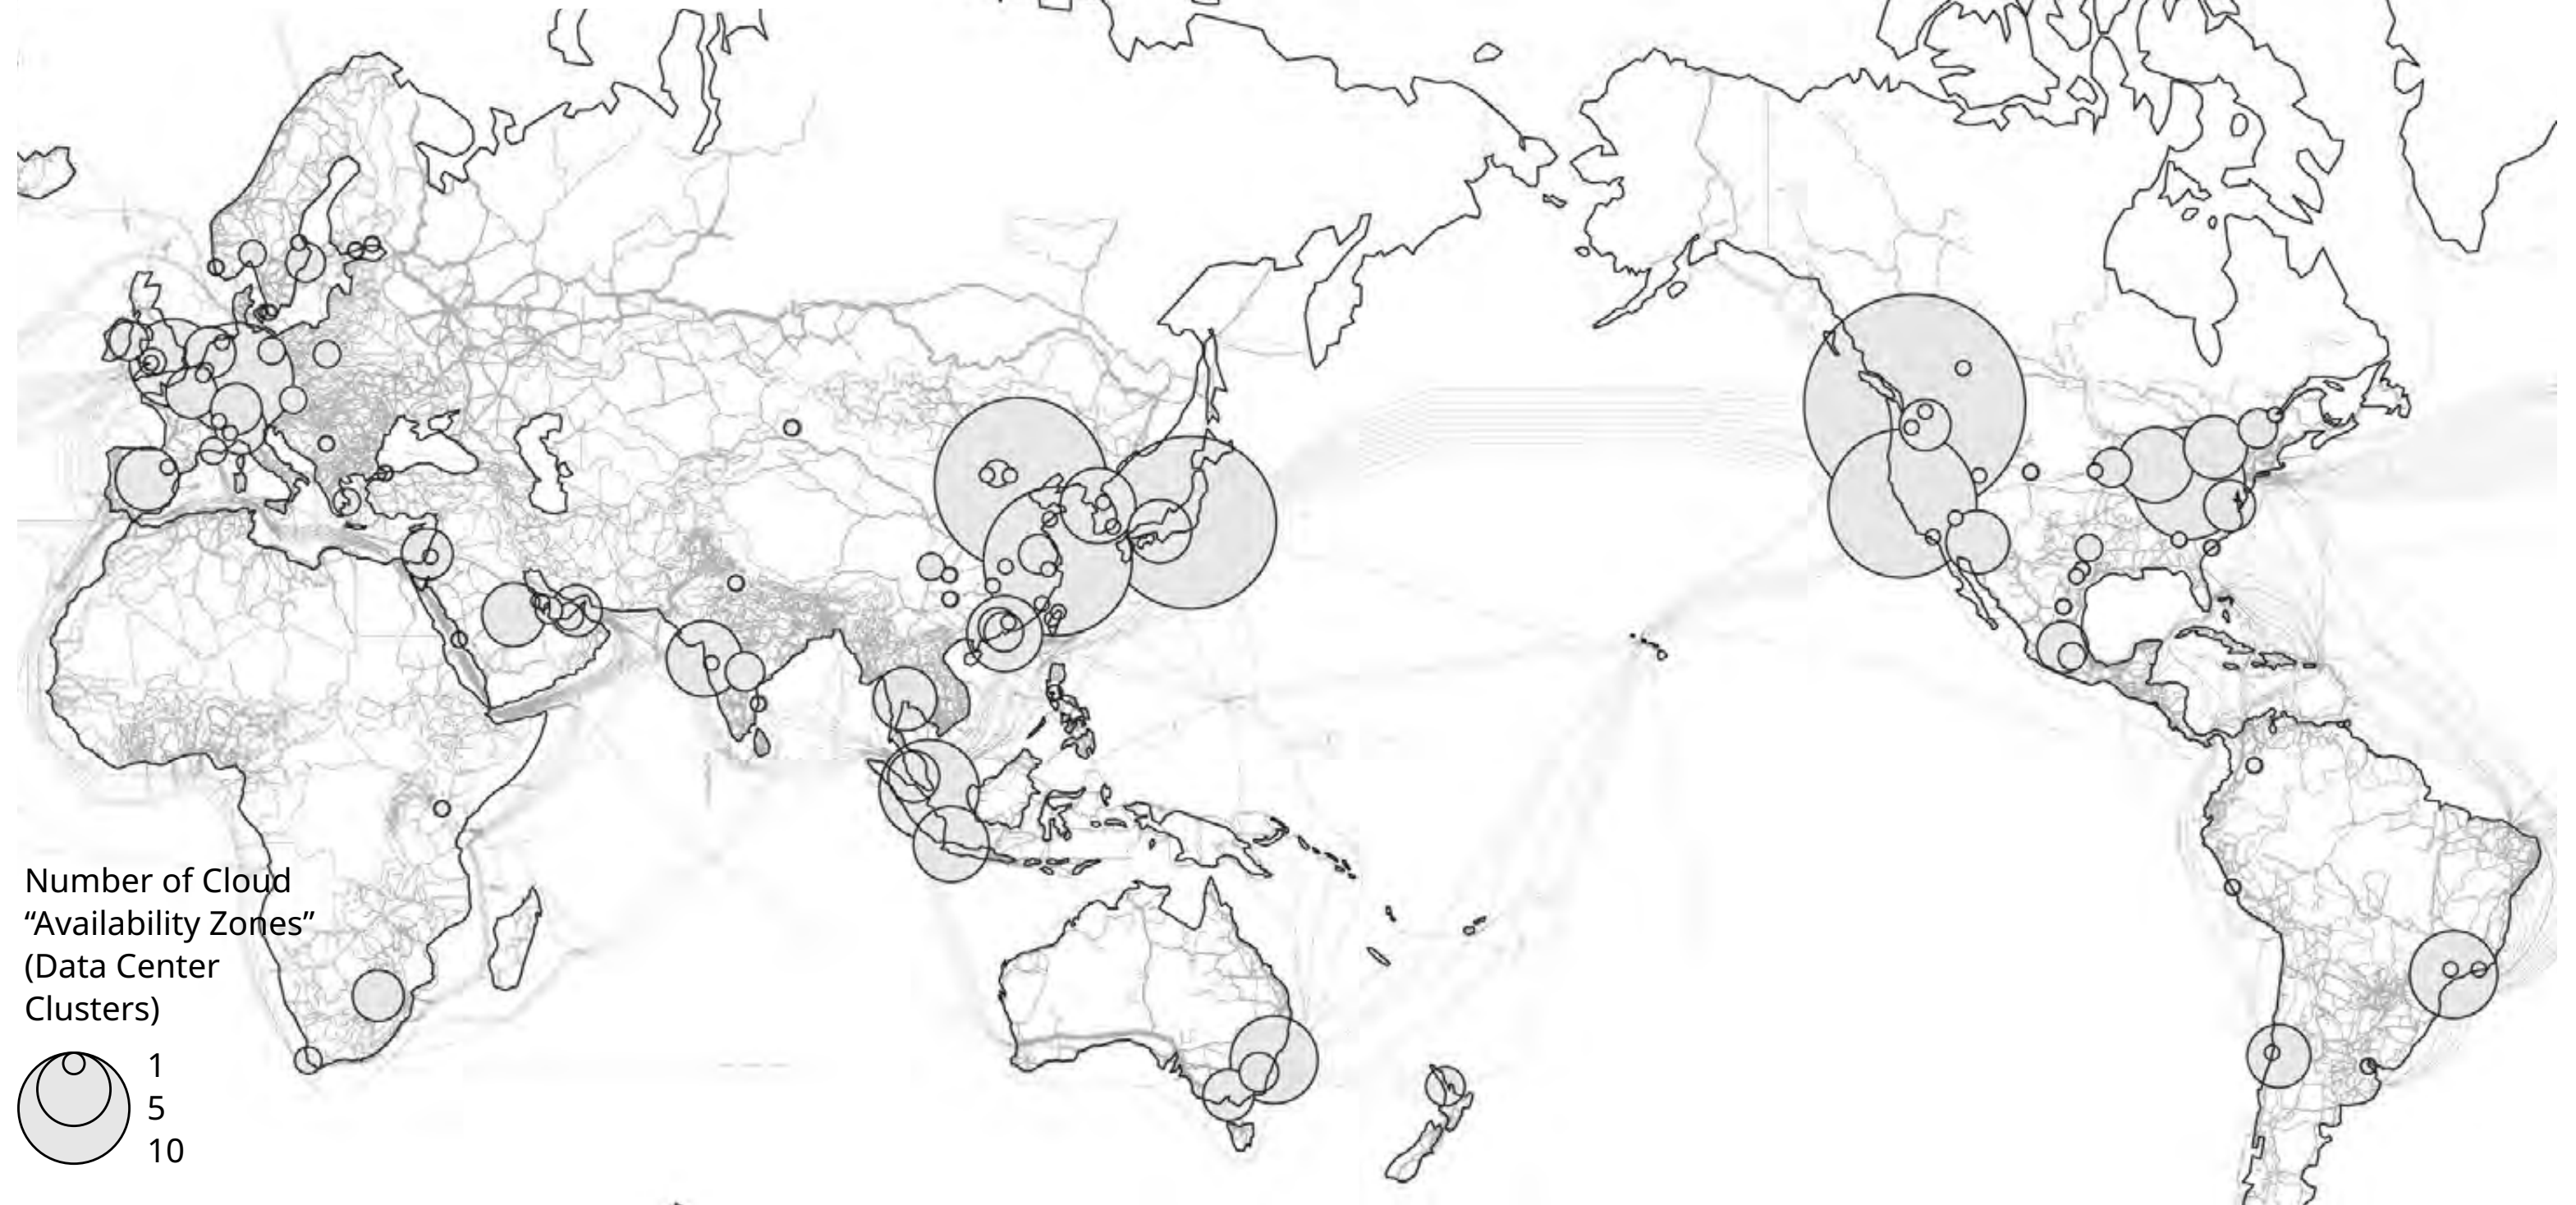 Number of Cloud
“Availability Zones”
(Data Center
Clusters)
1
5
10